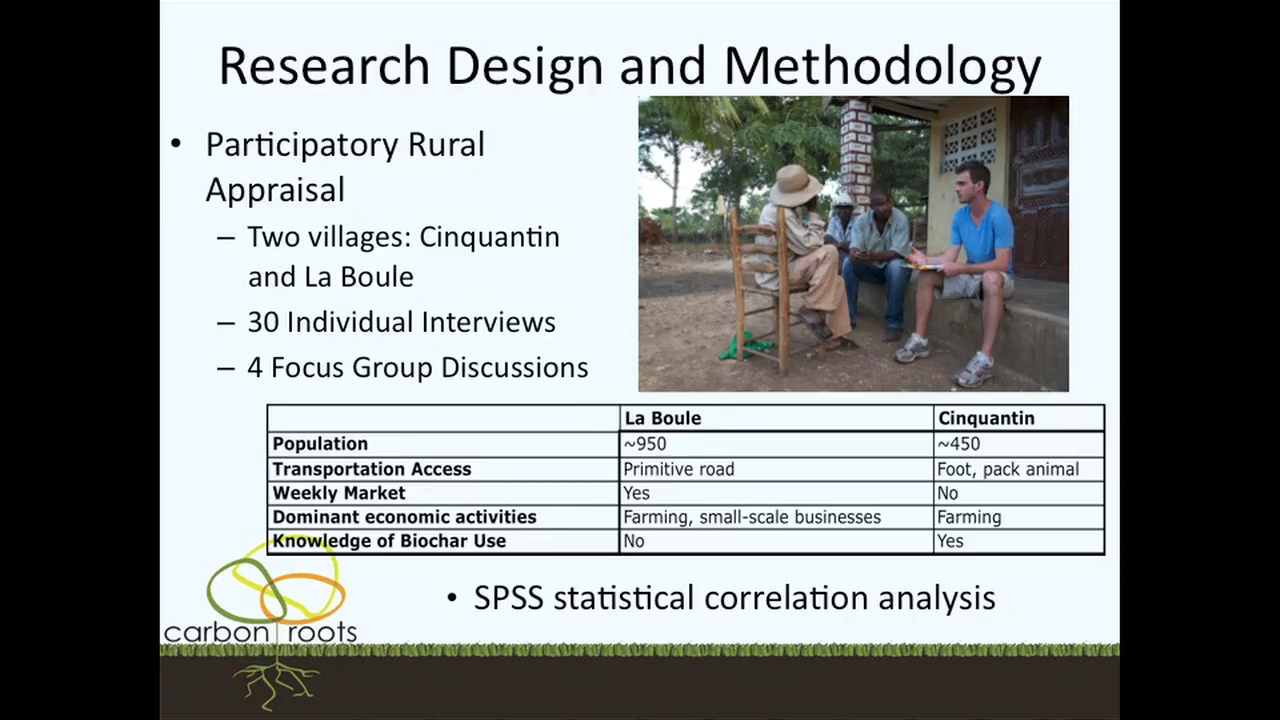 Research Design and Methodology
• Participatory Rural
Appraisal
– Two villages: Cinquantin
and La Boule
– 30 Individual Interviews
– 4 Focus Group Discussions
La Boule Cinquantin
Population ~950 ~450
Transportation Access Primitive road Foot, pack animal
Weekly Market Yes No
Dominant economic activities Farming, small-scale businesses Farming
Knowledge of Biochar Use No Yes
• SPSS statistical correlation analysis
carbon roots